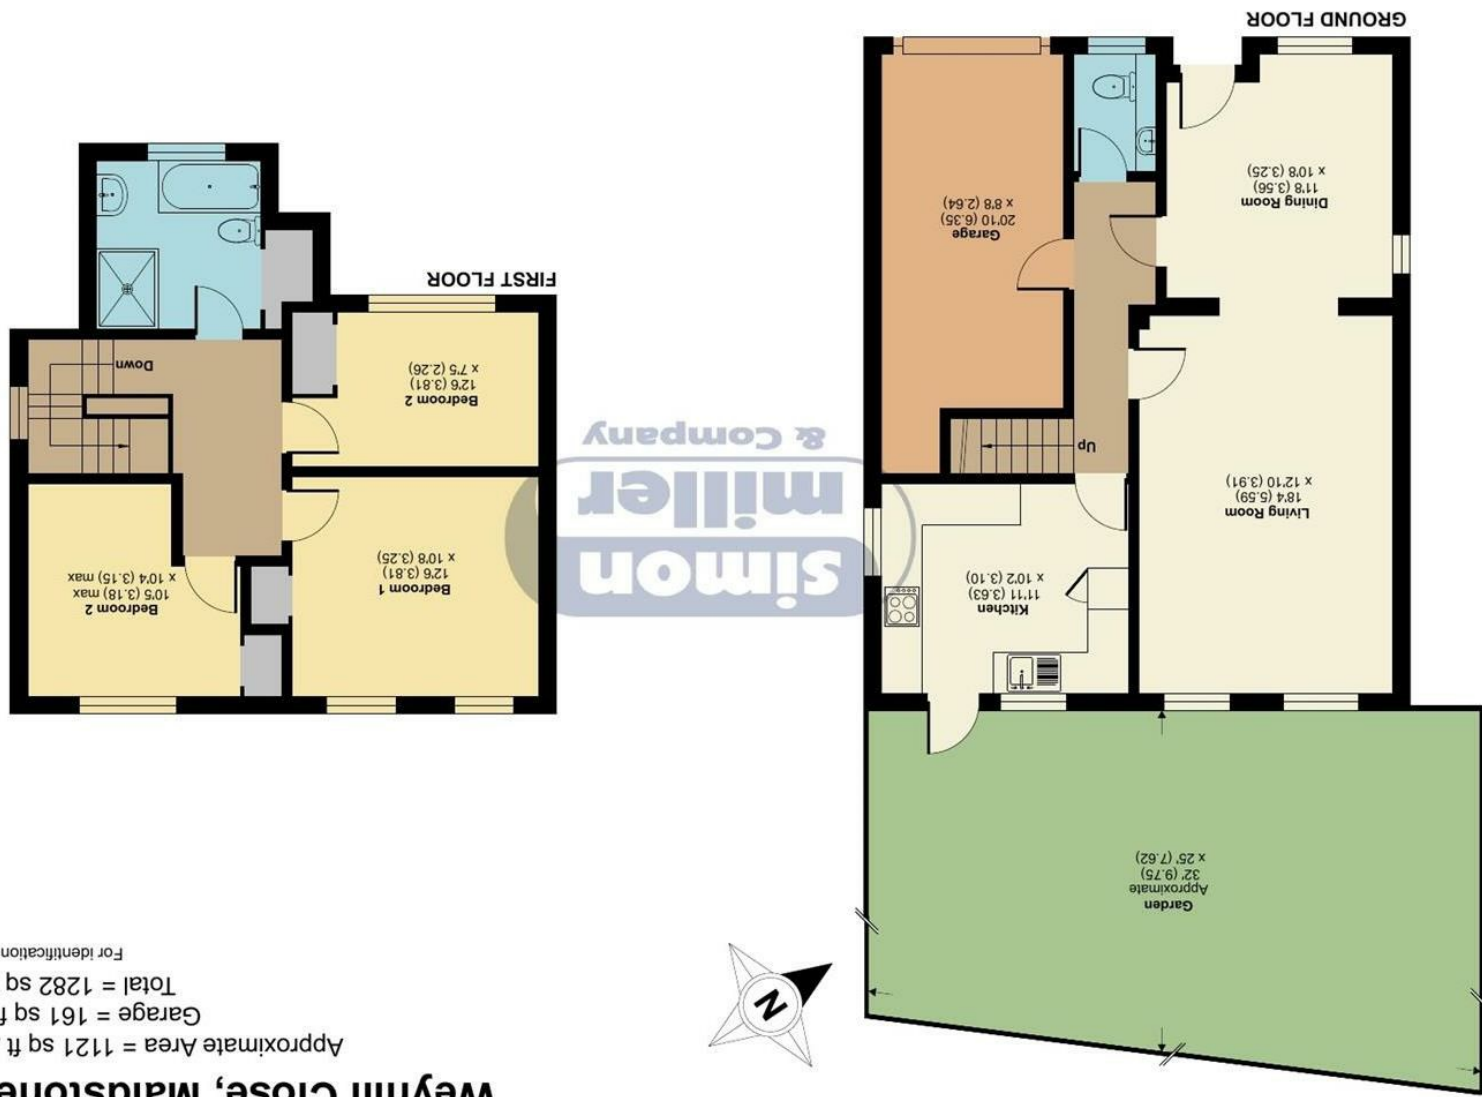 Weyhill Close, Maidstone
Approximate Area = 1121 sq ft
Garage = 161 sq f
Total = 1282 sq
For identification
N
Garden
Approximate
32' (9.75)
x 25' (7.62)
simon
miller
& Company
Kitchen
11'11 (3.63)
x 10'2 (3.10)
Living Room
18'4 (5.59)
x 12'10 (3.91)
Up
Garage
20'10 (6.35)
x 8'8 (2.64)
Dining Room
11'8 (3.56)
x 10'8 (3.25)
GROUND FLOOR
Bedroom 1
12'6 (3.81)
x 10'8 (3.25)
Bedroom 2
10'5 (3.18) max
x 10'4 (3.15) max
Bedroom 2
12'6 (3.81)
x 7'5 (2.26)
Down
FIRST FLOOR